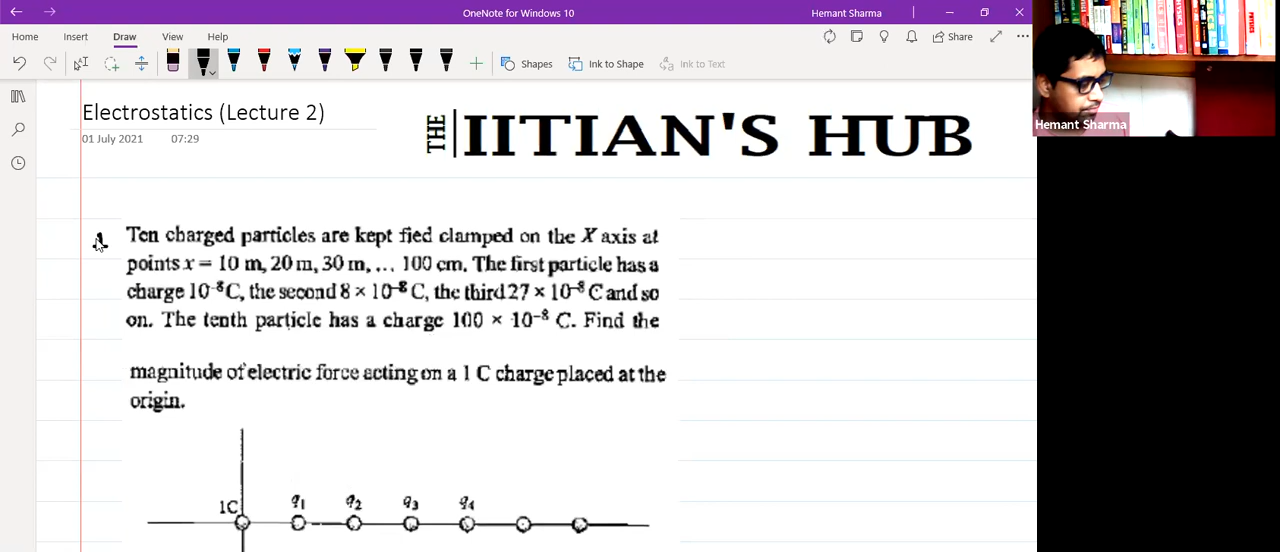 OneNote for Windows 10
Hemant Sharma
Home
Insert
Draw
View
Help
Share
Shapes
Ink to Shape
Ink to Text
Electrostatics (Lecture 2)
01 July 2021 07:29
THE IITIAN'S HUB
Hemant Sharma
Ten charged particles are kept fied clamped on the X axis at
points x = 10 m, 20 m, 30 m, ... 100 cm. The first particle has a
charge 10⁻⁸ C, the second 8 × 10⁻⁸ C, the third 27 × 10⁻⁸ C and so
on. The tenth particle has a charge 100 × 10⁻⁸ C. Find the
magnitude of electric force acting on a 1 C charge placed at the
origin.
1C q₁ q₂ q₃ q₄